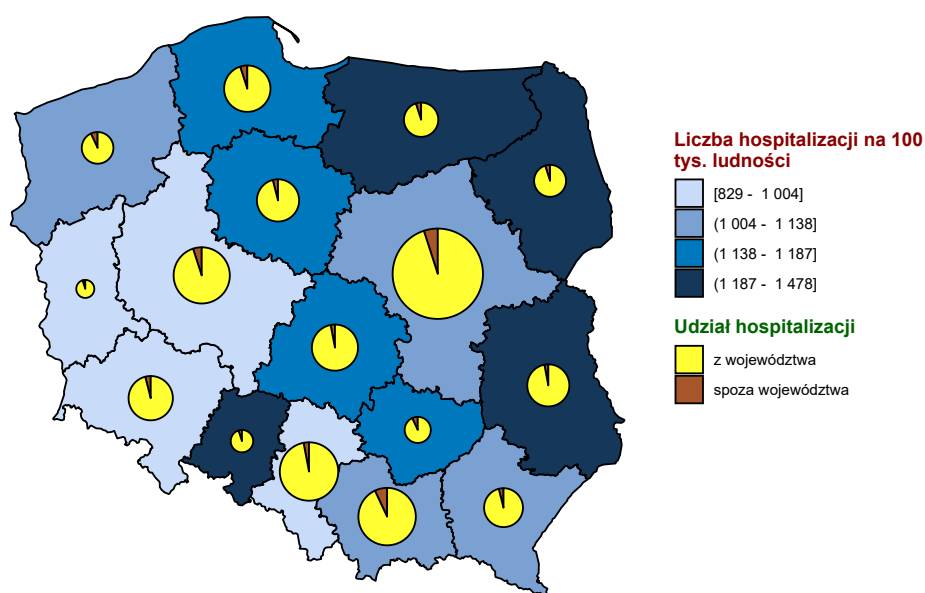 Liczba hospitalizacji na 100
tys. ludności
[829 - 1 004]
(1 004 - 1 138]
(1 138 - 1 187]
(1 187 - 1 478]
Udział hospitalizacji
z województwa
spoza województwa